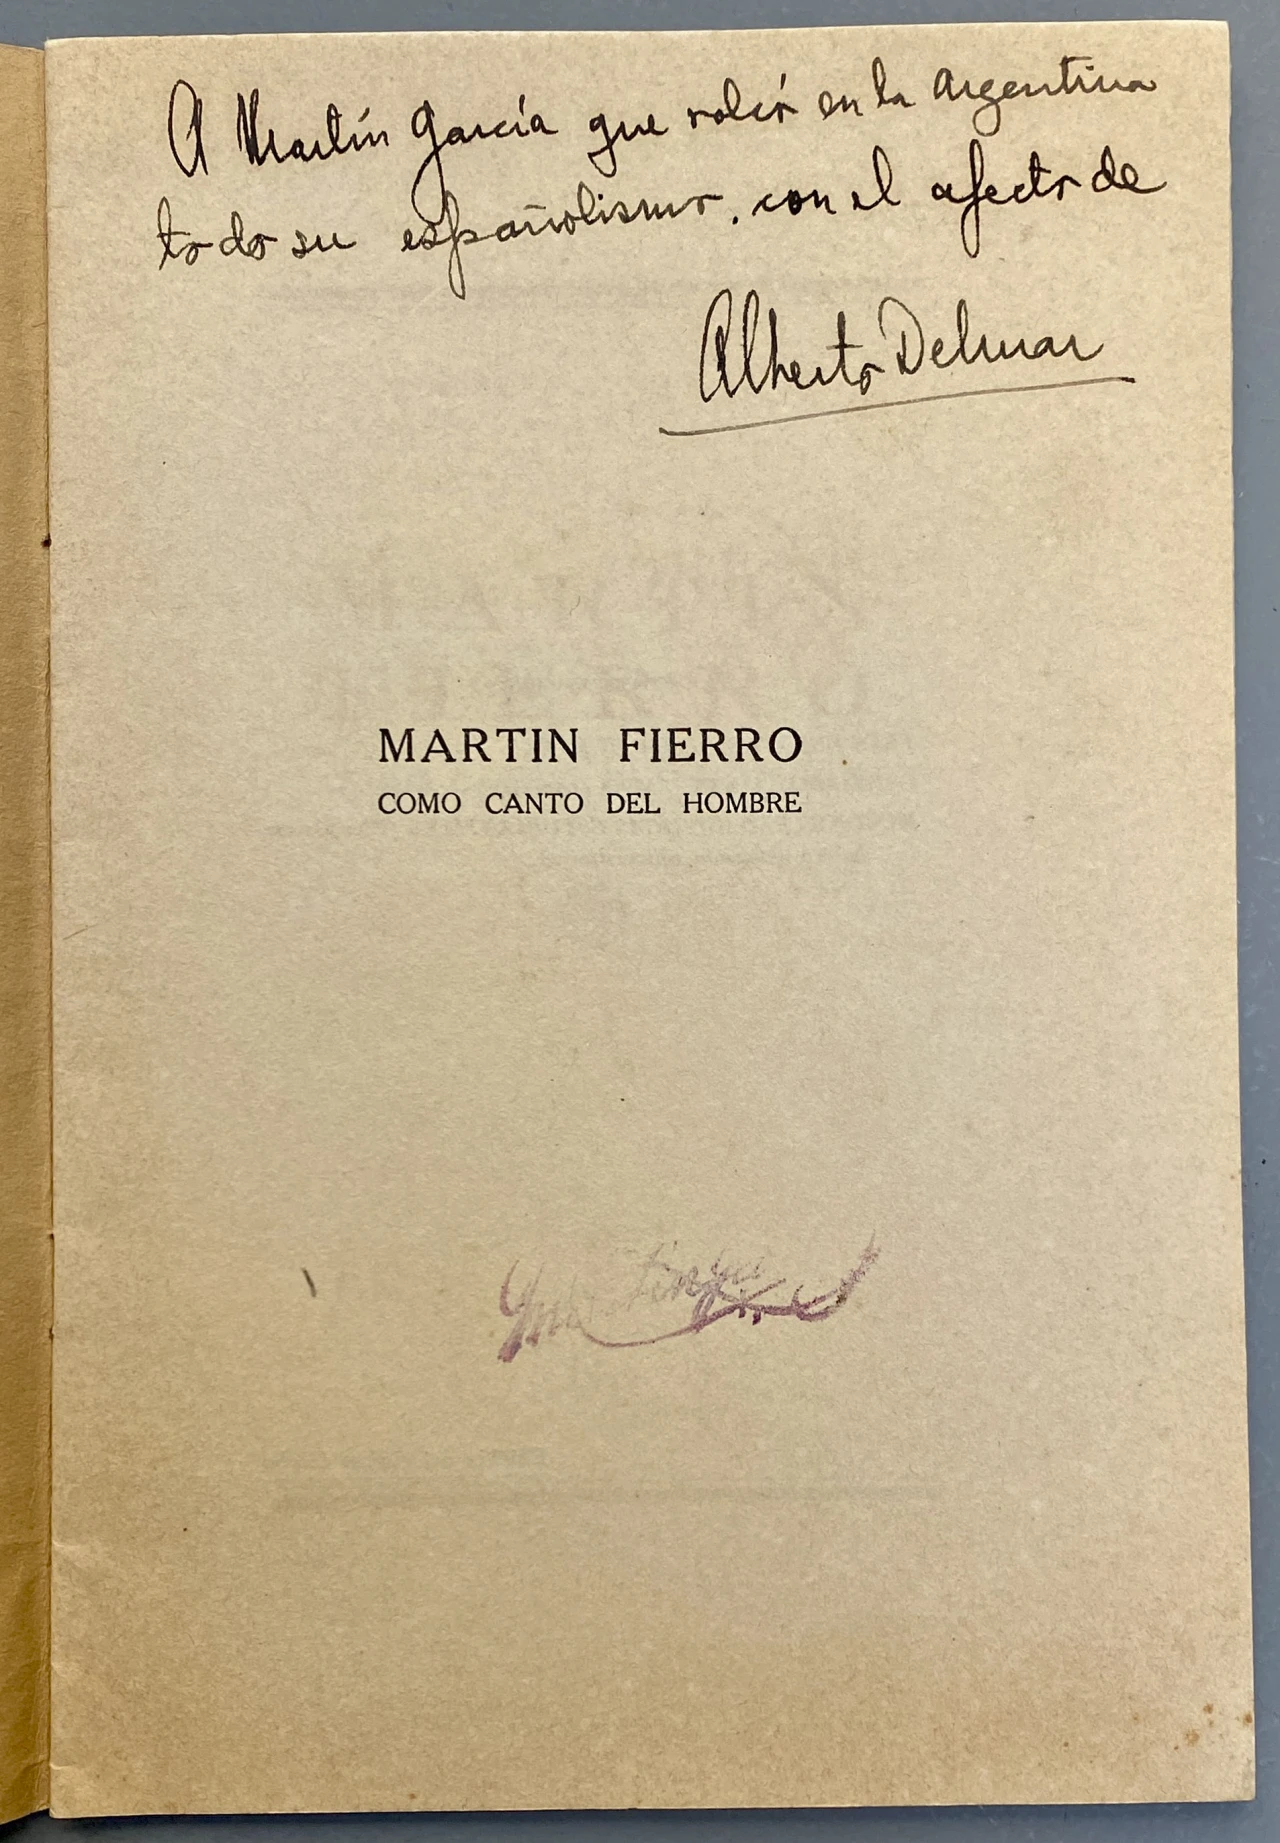 A Martín García que volcó en la Argentina
todo su españolismo, con el afecto de
Alberto Delmar
MARTIN FIERRO
COMO CANTO DEL HOMBRE